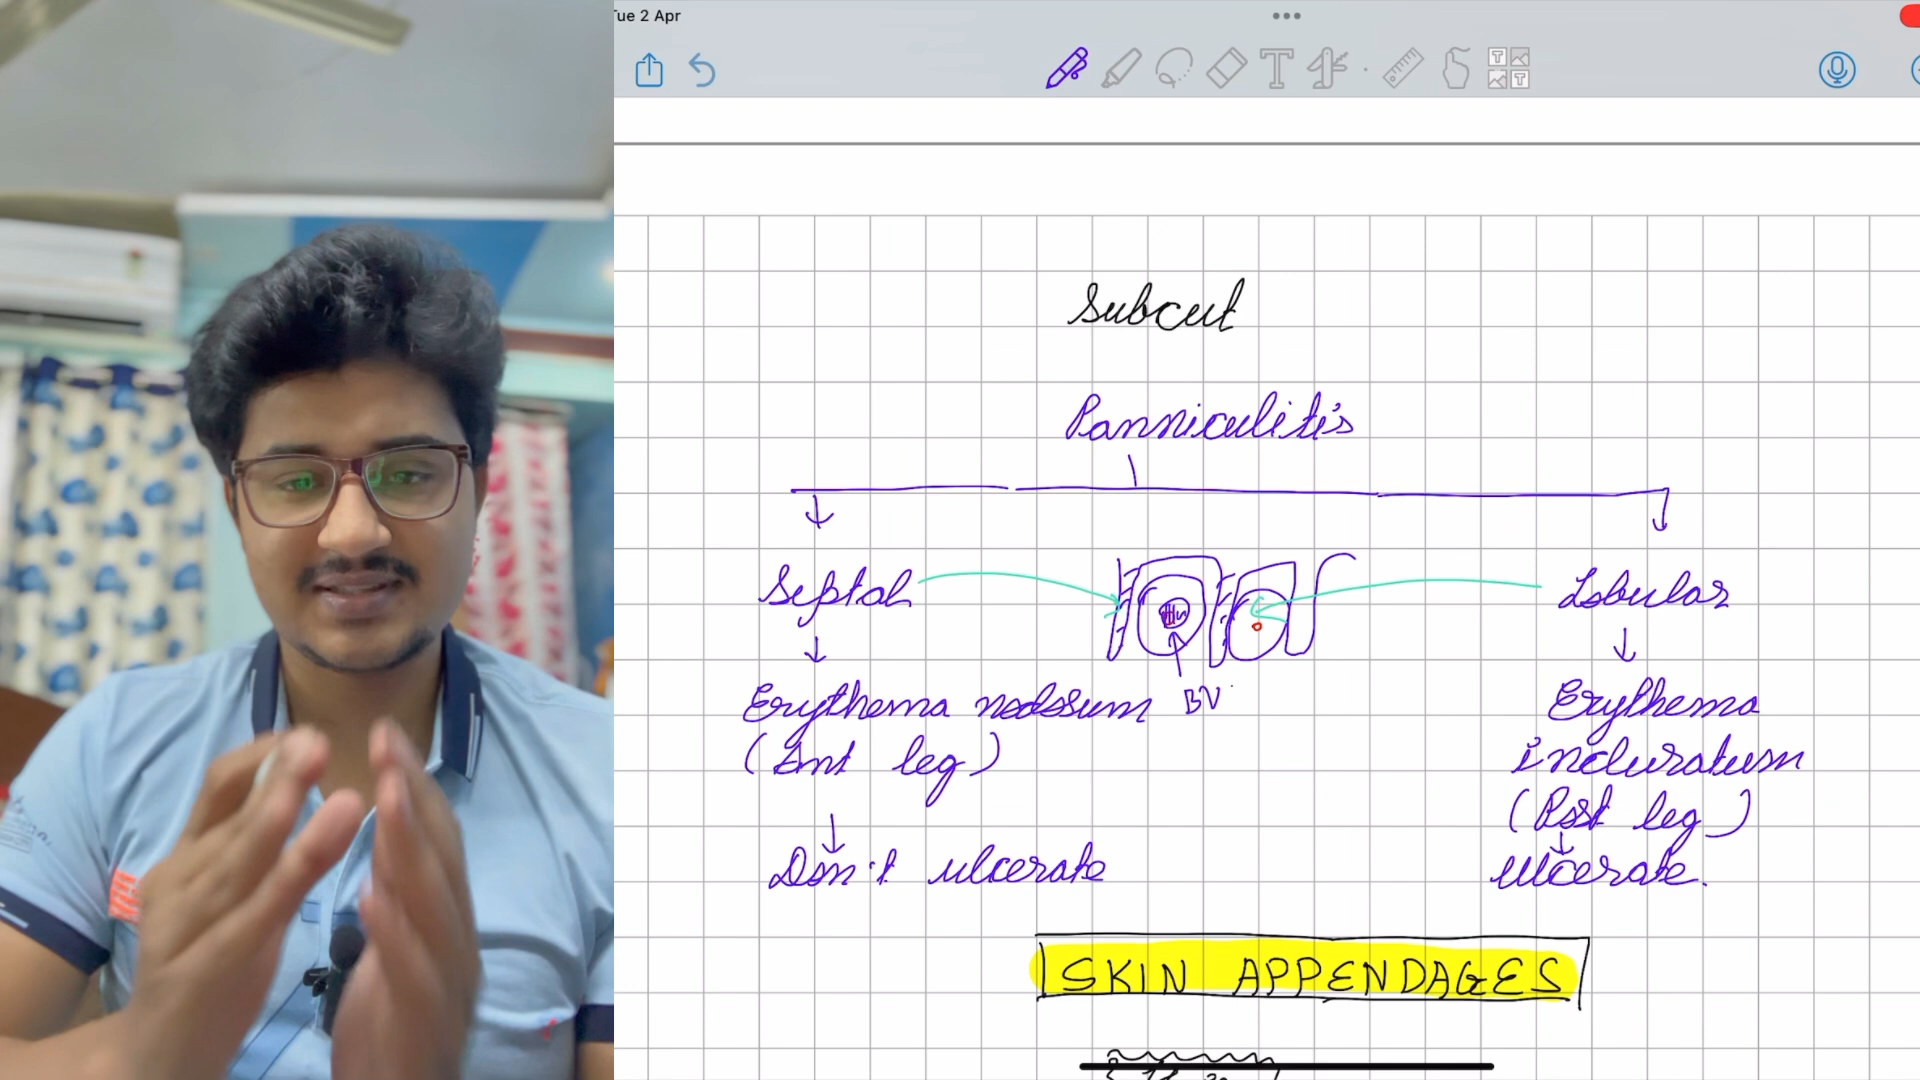 Tue 2 Apr
Subcut
Panniculitis
Septal
Lobular
Erythema nodosum
BV
(Ant leg)
Don't ulcerate
Erythema
induratum
(Post leg)
ulcerate.
SKIN APPENDAGES